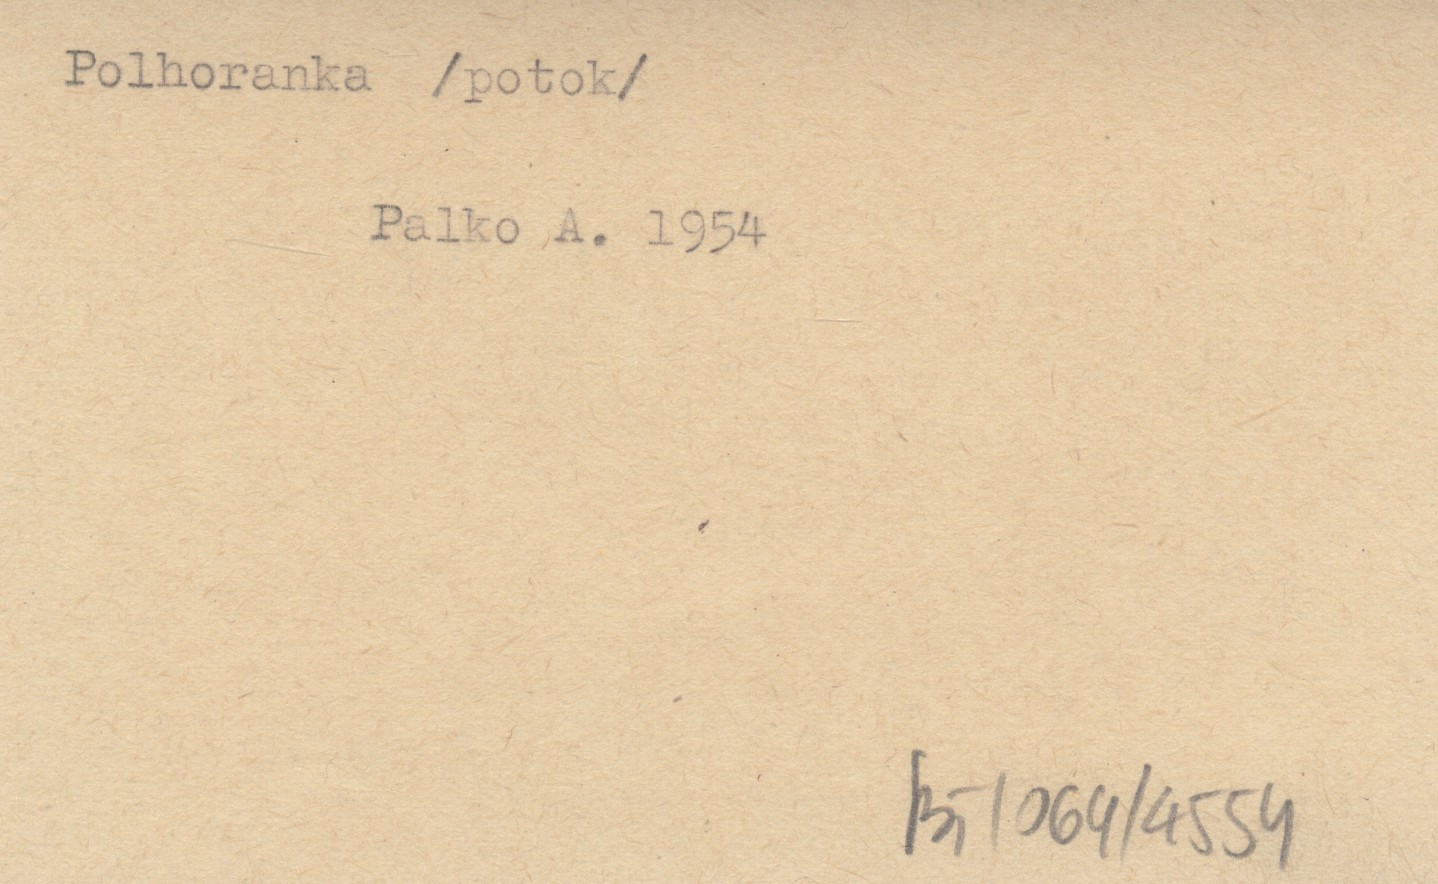 Polhoranka /potok/
Palko A. 1954
/064/4554